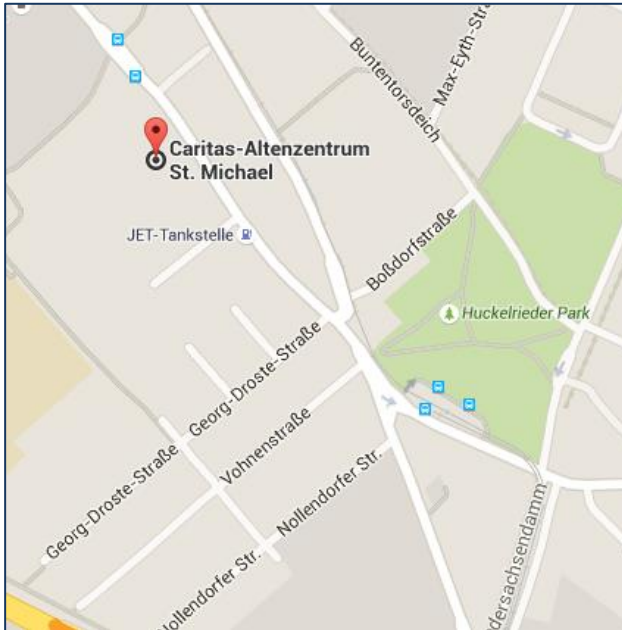 Max-Eyth-Stra
Buntentorsdeich
Caritas-Altenzentrum
St. Michael
JET-Tankstelle
Boßdorfstraße
Huckelrieder Park
Georg-Droste-Straße
Georg-Droste-Straße
Vohnenstraße
Nollendorfer Str.
Nollendorfer Str.
dersachsendamm